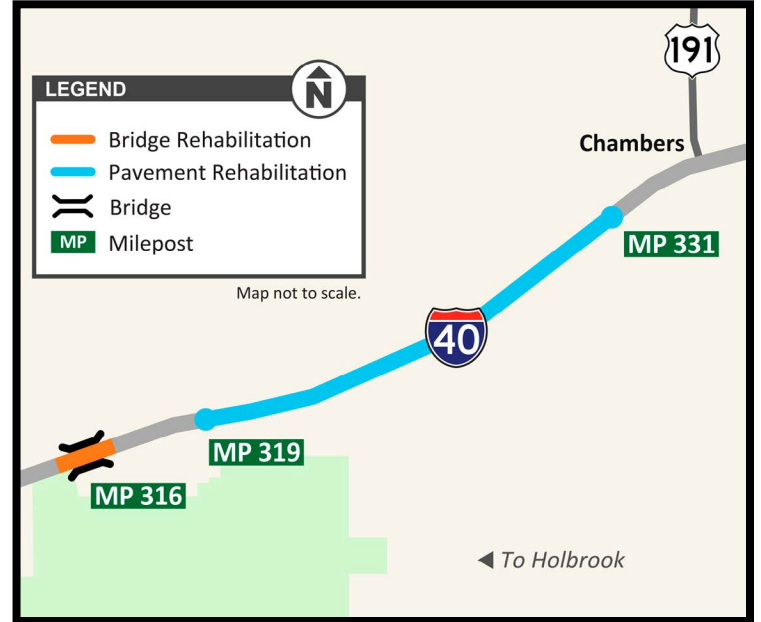 191
LEGEND
N
Bridge Rehabilitation
Pavement Rehabilitation
Bridge
MP Milepost
Map not to scale.
Chambers
MP 331
40
MP 319
MP 316
To Holbrook